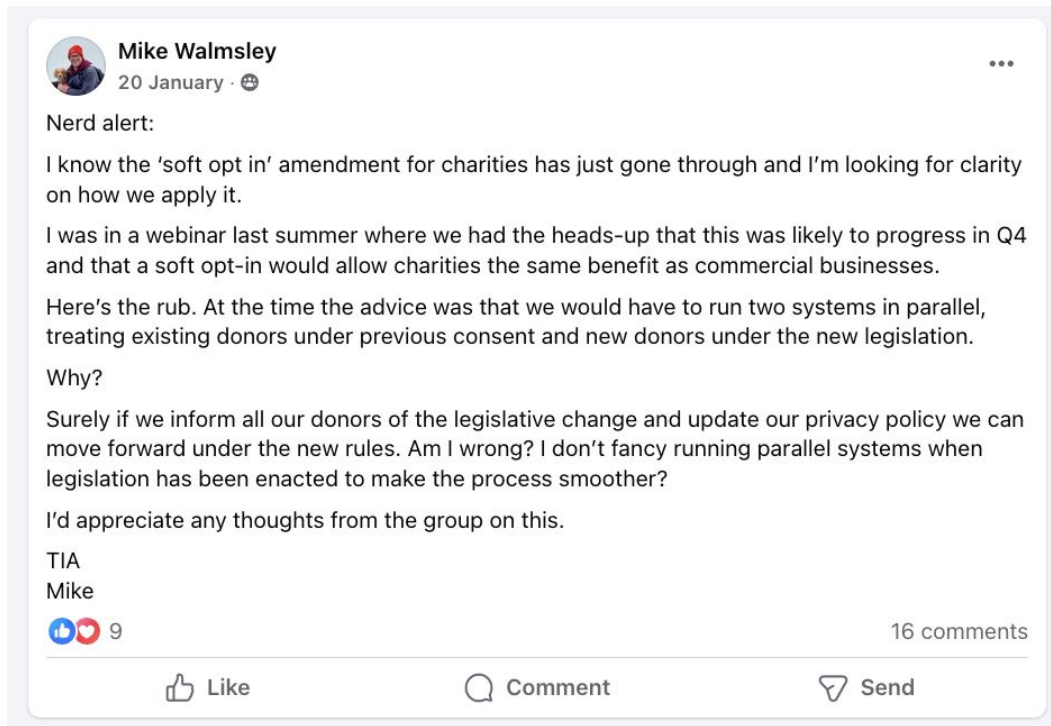 Mike Walmsley
20 January ·
Nerd alert:
I know the ‘soft opt in’ amendment for charities has just gone through and I’m looking for clarity
on how we apply it.
I was in a webinar last summer where we had the heads-up that this was likely to progress in Q4
and that a soft opt-in would allow charities the same benefit as commercial businesses.
Here’s the rub. At the time the advice was that we would have to run two systems in parallel,
treating existing donors under previous consent and new donors under the new legislation.
Why?
Surely if we inform all our donors of the legislative change and update our privacy policy we can
move forward under the new rules. Am I wrong? I don’t fancy running parallel systems when
legislation has been enacted to make the process smoother?
I’d appreciate any thoughts from the group on this.
TIA
Mike
9 16 comments
Like Comment Send